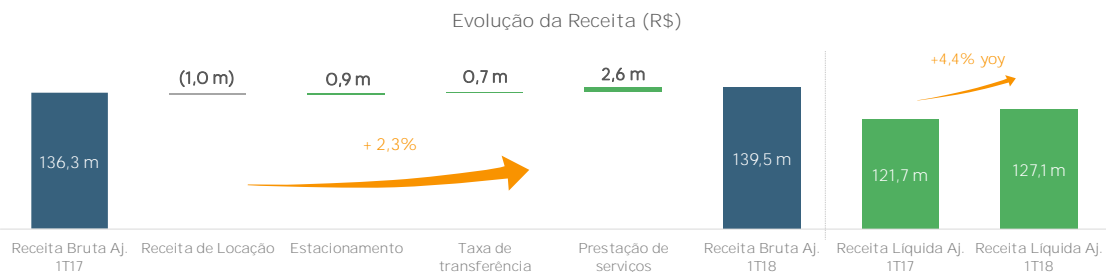 Evolução da Receita (R$)
(1,0 m)
0,9 m
0,7 m
2,6 m
+4,4% yoy
+ 2,3%
136,3 m
139,5 m
121,7 m
127,1 m
Receita Bruta Aj.
1T17
Receita de Locação
Estacionamento
Taxa de
transferência
Prestação de
serviços
Receita Bruta Aj.
1T18
Receita Líquida Aj.
1T17
Receita Líquida Aj.
1T18